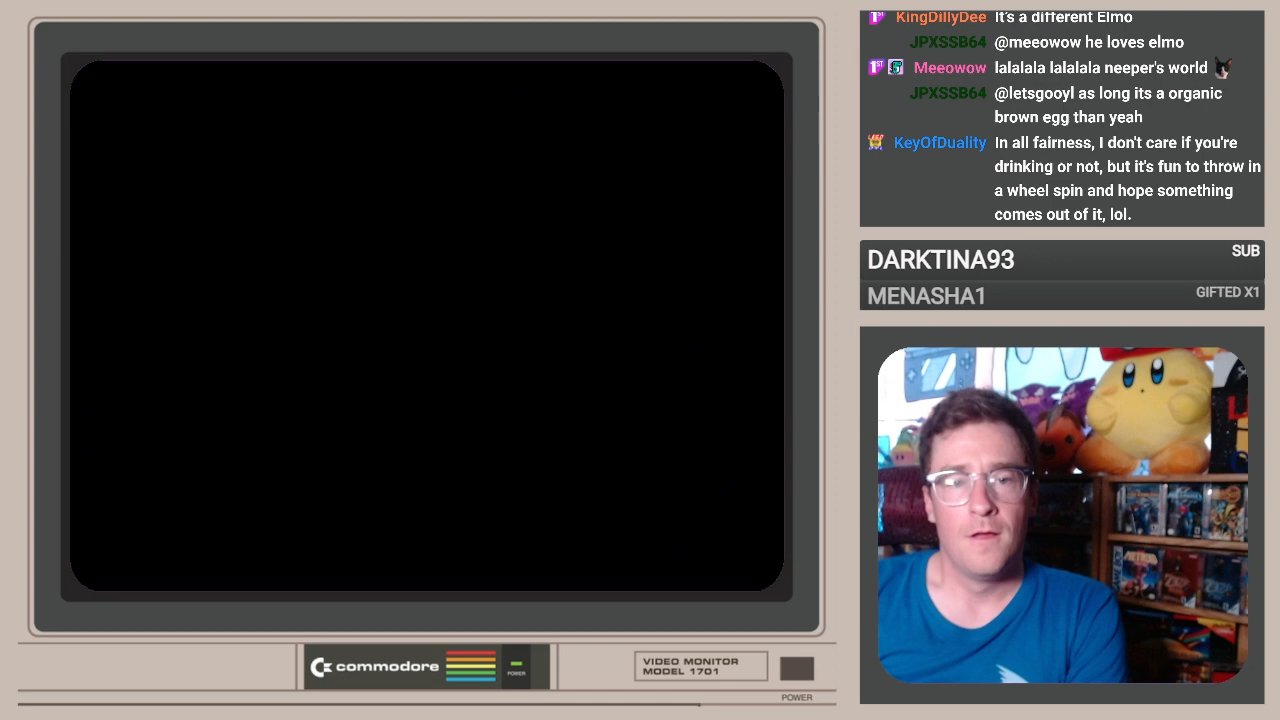 KingDillyDee It's a different Elmo
JPXSSB64 @meeowow he loves elmo
Meeowow lalalala lalalala neeper's world
JPXSSB64 @letsgooyl as long its a organic
brown egg than yeah
KeyOfDuality In all fairness, I don't care if you're
drinking or not, but it's fun to throw in
a wheel spin and hope something
comes out of it, lol.
DARKTINA93 SUB
MENASHA1 GIFTED X1
commodore
POWER
VIDEO MONITOR
MODEL 1701
POWER